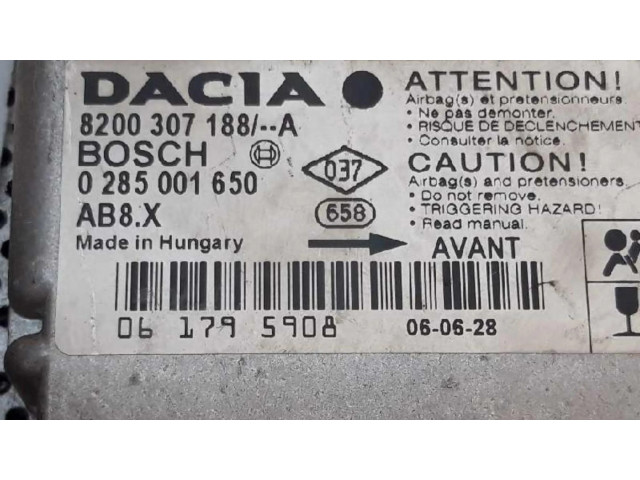 DACIA
8200 307 188/--A
BOSCH
0 285 001 650
AB8.X
Made in Hungary
037
658
ATTENTION!
Airbag(s) et pretensionneurs
• Ne pas démonter.
• RISQUE DE DECLENCHEMENT
• Consulter la notice.
CAUTION!
Airbag(s) and pretensioners
• Do not remove.
• TRIGGERING HAZARD!
• Read manual.
AVANT
06 179 5908
06-06-28